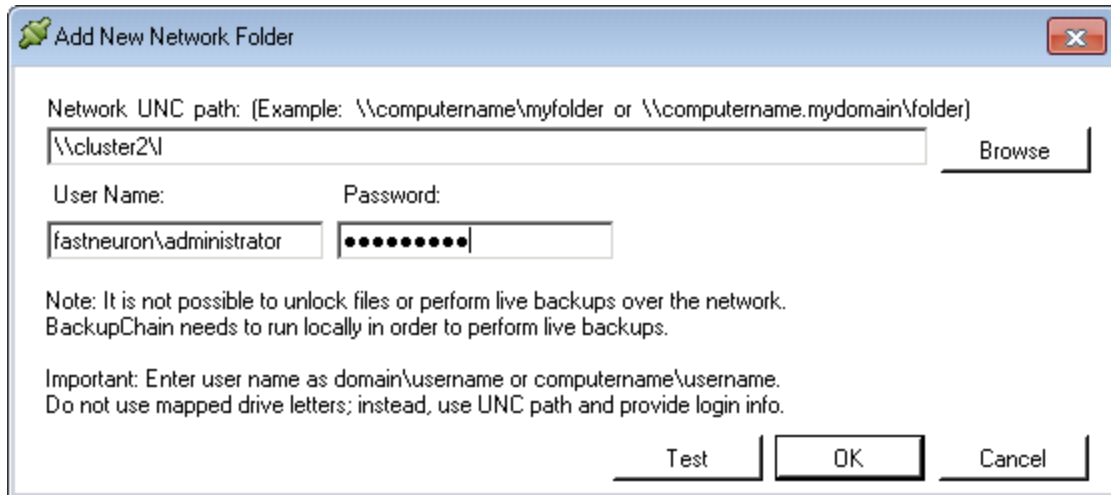 Add New Network Folder
Network UNC path: (Example: \\computername\myfolder or \\computername.mydomain\folder)
\\cluster2\I
Browse
User Name:
Password:
fastneuron\administrator
●●●●●●●●●
Note: It is not possible to unlock files or perform live backups over the network.
BackupChain needs to run locally in order to perform live backups.
Important: Enter user name as domain\username or computername\username.
Do not use mapped drive letters; instead, use UNC path and provide login info.
Test
OK
Cancel